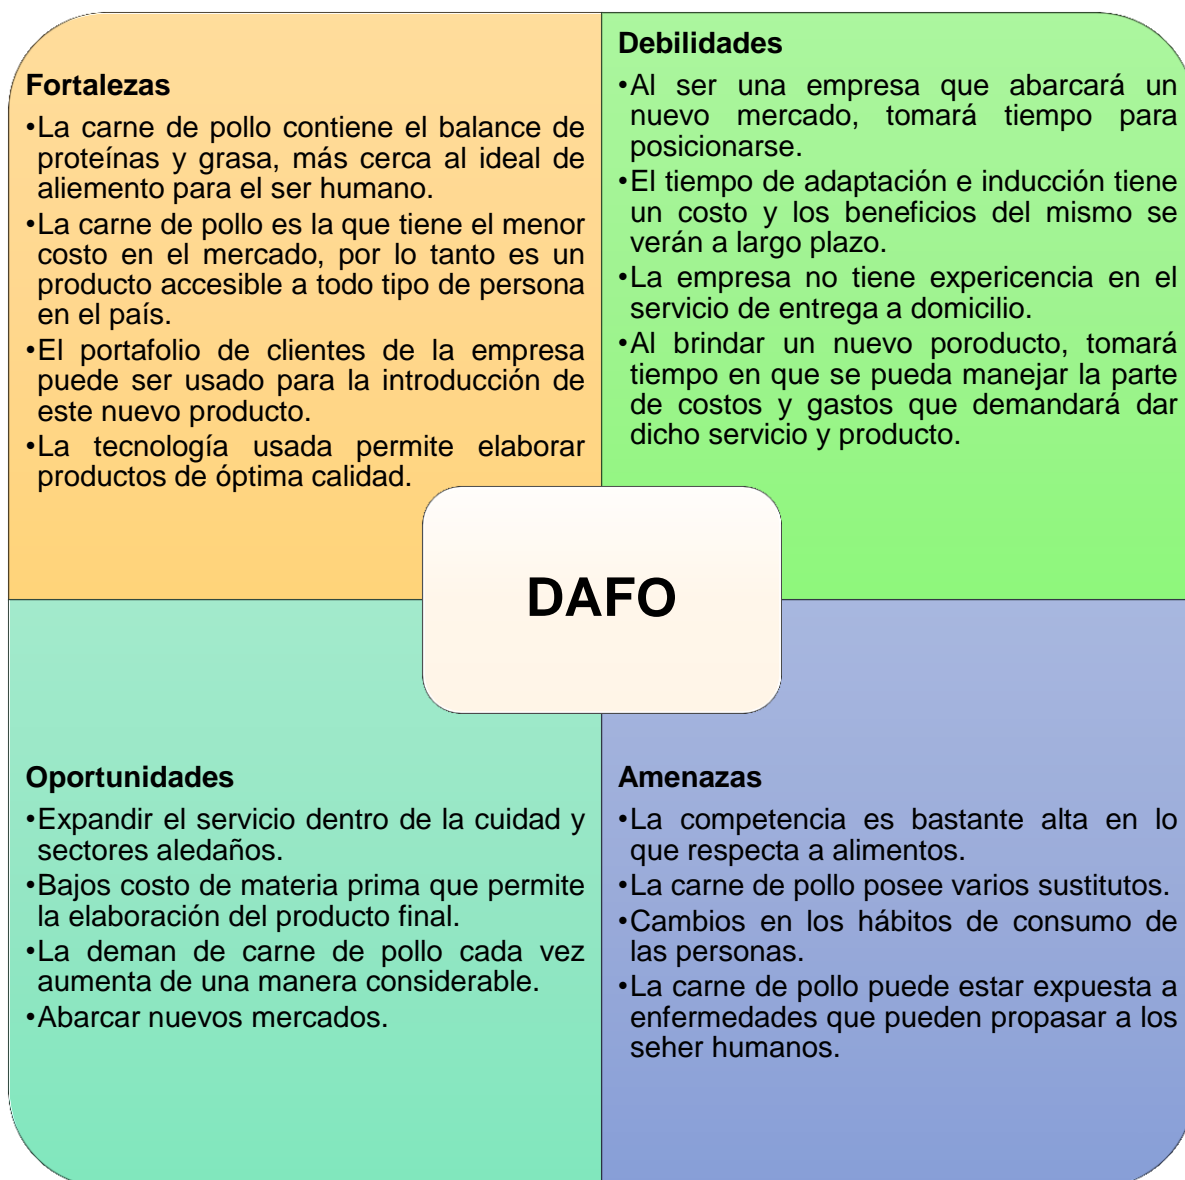 Fortalezas
•La carne de pollo contiene el balance de
proteínas y grasa, más cerca al ideal de
aliemento para el ser humano.
•La carne de pollo es la que tiene el menor
costo en el mercado, por lo tanto es un
producto accesible a todo tipo de persona
en el país.
•El portafolio de clientes de la empresa
puede ser usado para la introducción de
este nuevo producto.
•La tecnología usada permite elaborar
productos de óptima calidad.
Debilidades
•Al ser una empresa que abarcará un
nuevo mercado, tomará tiempo para
posicionarse.
•El tiempo de adaptación e inducción tiene
un costo y los beneficios del mismo se
verán a largo plazo.
•La empresa no tiene expericencia en el
servicio de entrega a domicilio.
•Al brindar un nuevo poroducto, tomará
tiempo en que se pueda manejar la parte
de costos y gastos que demandará dar
dicho servicio y producto.
DAFO
Oportunidades
•Expandir el servicio dentro de la cuidad y
sectores aledaños.
•Bajos costo de materia prima que permite
la elaboración del producto final.
•La deman de carne de pollo cada vez
aumenta de una manera considerable.
•Abarcar nuevos mercados.
Amenazas
•La competencia es bastante alta en lo
que respecta a alimentos.
•La carne de pollo posee varios sustitutos.
•Cambios en los hábitos de consumo de
las personas.
•La carne de pollo puede estar expuesta a
enfermedades que pueden propasar a los
seher humanos.